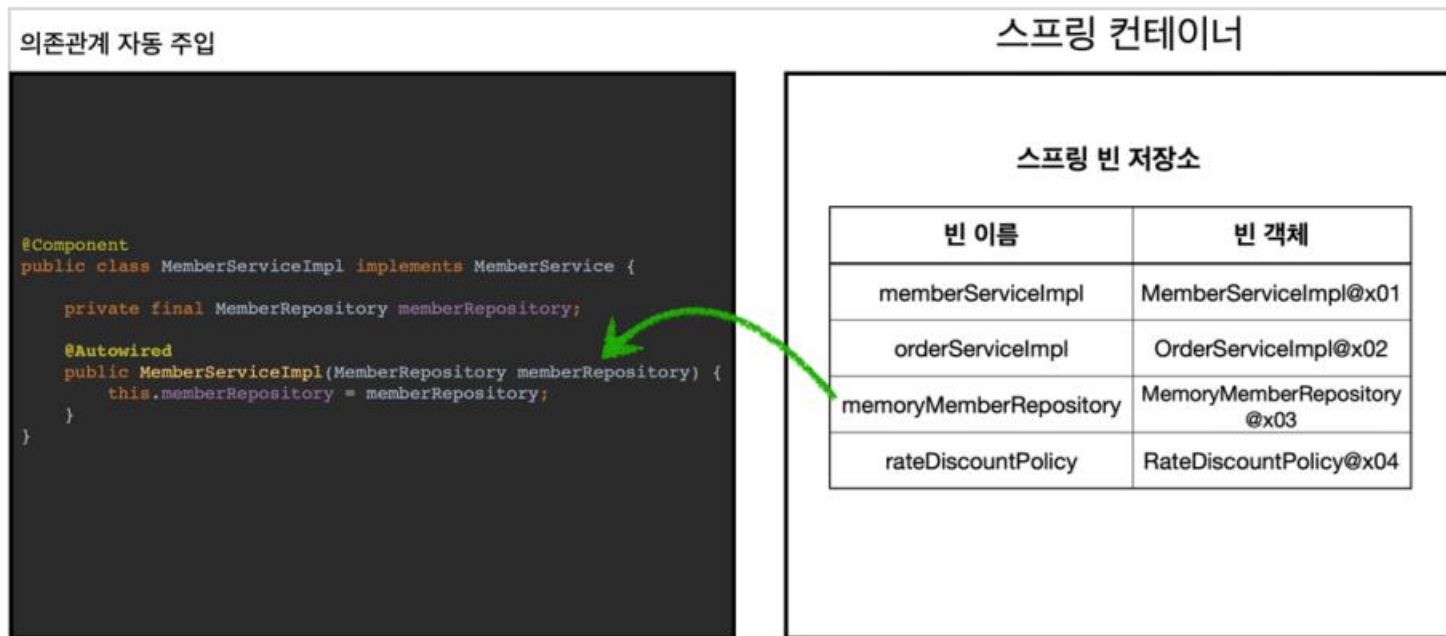 의존관계 자동 주입
@Component
public class MemberServiceImpl implements MemberService {
private final MemberRepository memberRepository;
@Autowired
public MemberServiceImpl(MemberRepository memberRepository) {
this.memberRepository = memberRepository;
}
}
스프링 컨테이너
스프링 빈 저장소
빈 이름 빈 객체
memberServiceImpl MemberServiceImpl@x01
orderServiceImpl OrderServiceImpl@x02
memoryMemberRepository MemoryMemberRepository
@x03
rateDiscountPolicy RateDiscountPolicy@x04